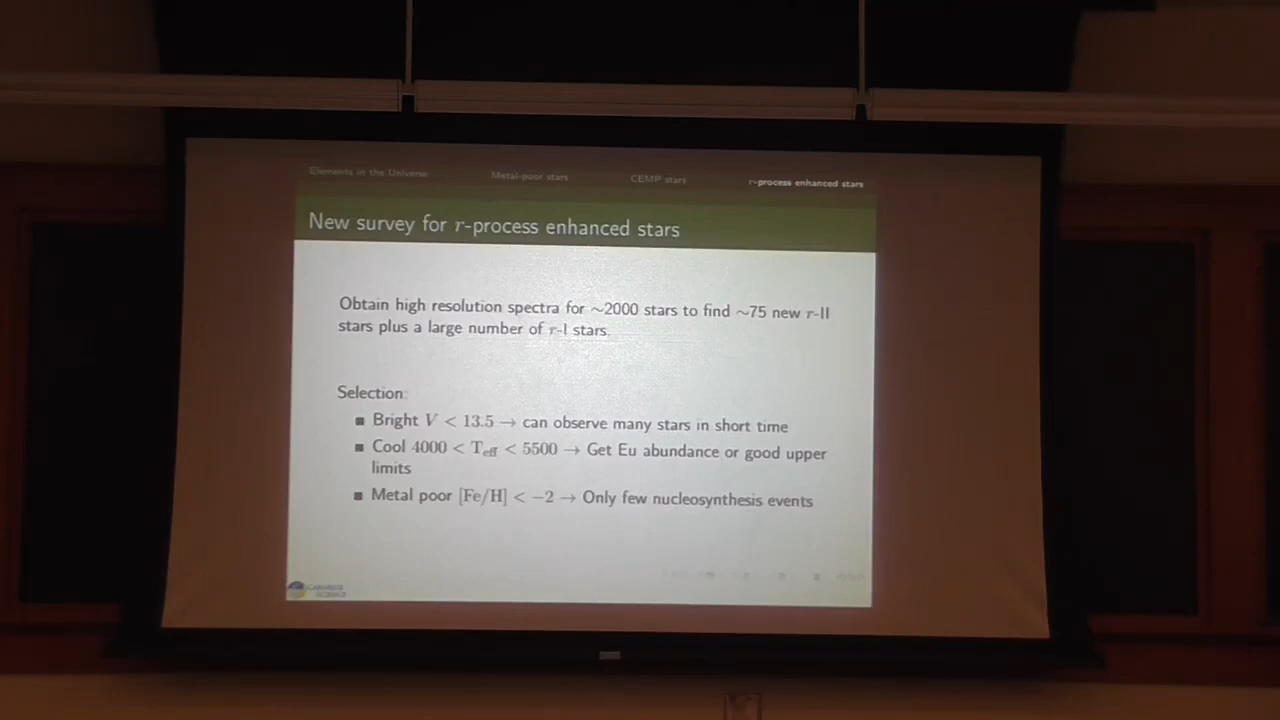 Elements in the Universe Metal-poor stars CEMP stars r-process enhanced stars
New survey for r-process enhanced stars
Obtain high resolution spectra for ~2000 stars to find ~75 new r-II
stars plus a large number of r-I stars.
Selection:
■ Bright V < 13.5 → can observe many stars in short time
■ Cool 4000 < T_eff < 5500 → Get Eu abundance or good upper
limits
■ Metal poor [Fe/H] < −2 → Only few nucleosynthesis events
CARNEGIE
SCIENCE